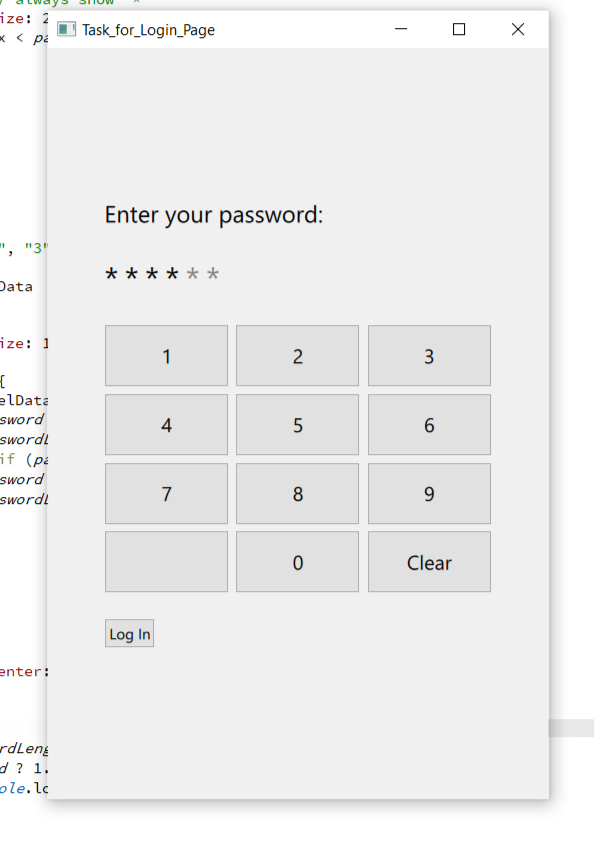 always show *
ize: 2
x < pa
Task_for_Login_Page
Enter your password:
* * * * * *
", "3"
Data
ize: 1
{
elData
sword
swordL
if (pa
sword
swordL
1 2 3
4 5 6
7 8 9
0 Clear
Log In
enter:
rdLeng
d ? 1.
ole.lo